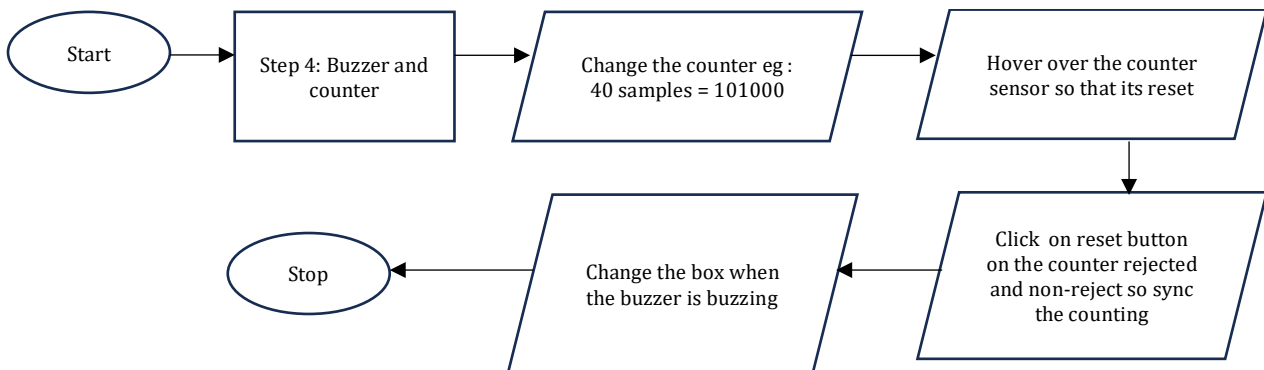 Start
Step 4: Buzzer and
counter
Change the counter eg :
40 samples = 101000
Hover over the counter
sensor so that its reset
Click on reset button
on the counter rejected
and non-reject so sync
the counting
Change the box when
the buzzer is buzzing
Stop